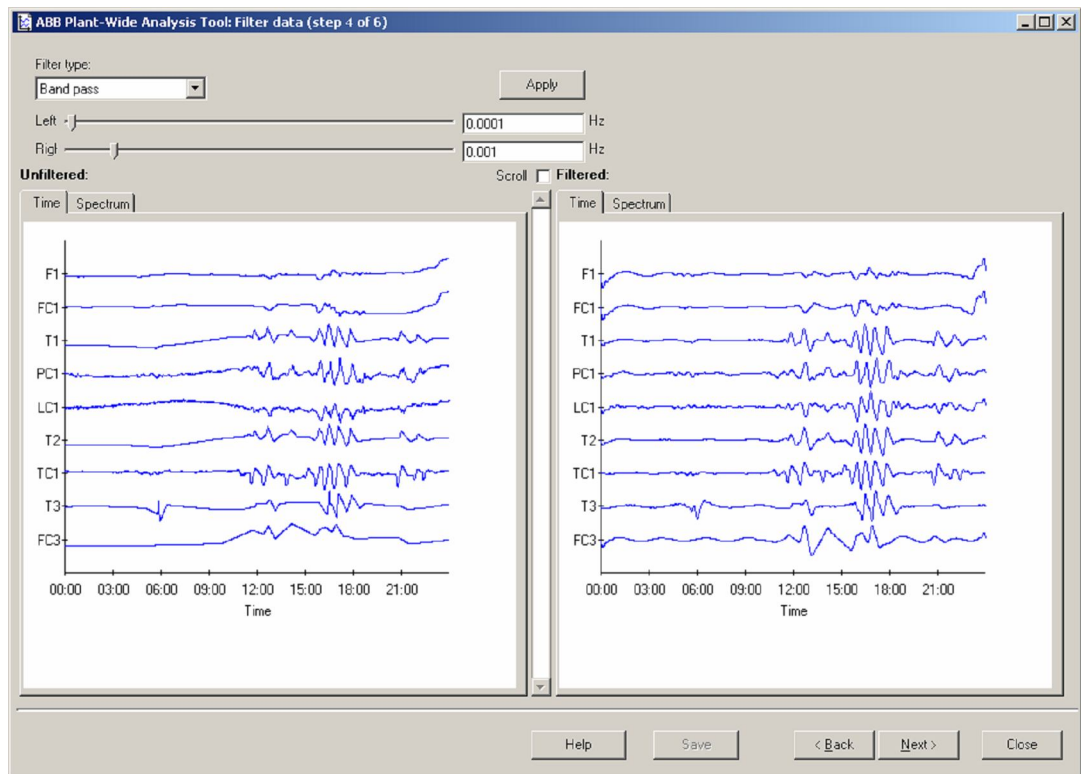 ABB Plant-Wide Analysis Tool: Filter data (step 4 of 6)
Filter type:
Band pass
Apply
Left
0.0001
Hz
Righ
0.001
Hz
Unfiltered:
Scroll
Filtered:
Time
Spectrum
Time
Spectrum
F1
FC1
T1
PC1
LC1
T2
TC1
T3
FC3
00:00 03:00 06:00 09:00 12:00 15:00 18:00 21:00
Time
F1
FC1
T1
PC1
LC1
T2
TC1
T3
FC3
00:00 03:00 06:00 09:00 12:00 15:00 18:00 21:00
Time
Help
Save
< Back
Next >
Close